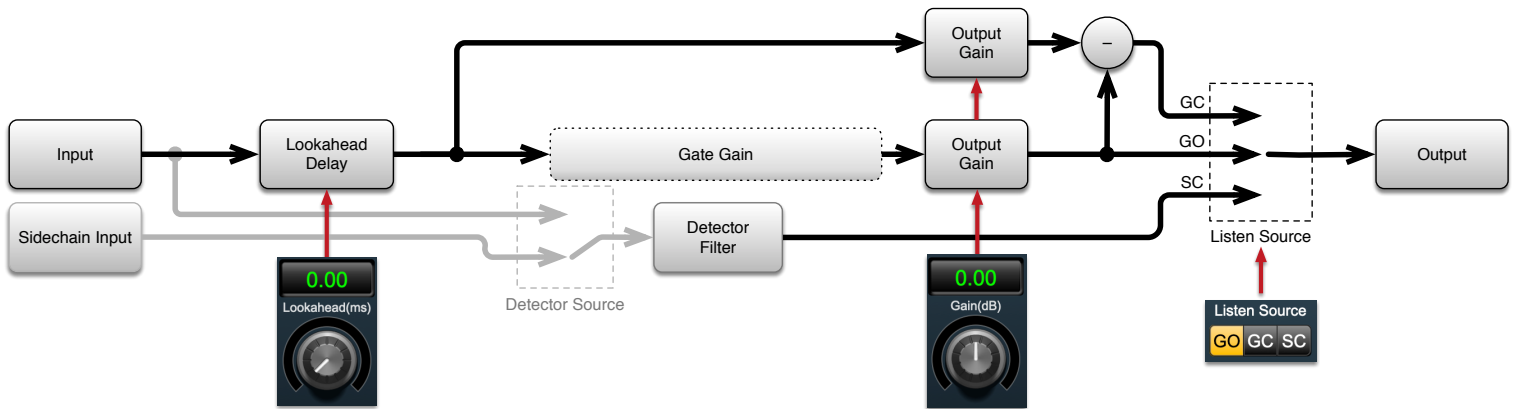 Output
Gain
–
GC
Input
Lookahead
Delay
Gate Gain
Output
Gain
GO
Output
SC
Sidechain Input
Detector
Filter
Listen Source
0.00
Lookahead(ms)
Detector Source
0.00
Gain(dB)
Listen Source
GO GC SC